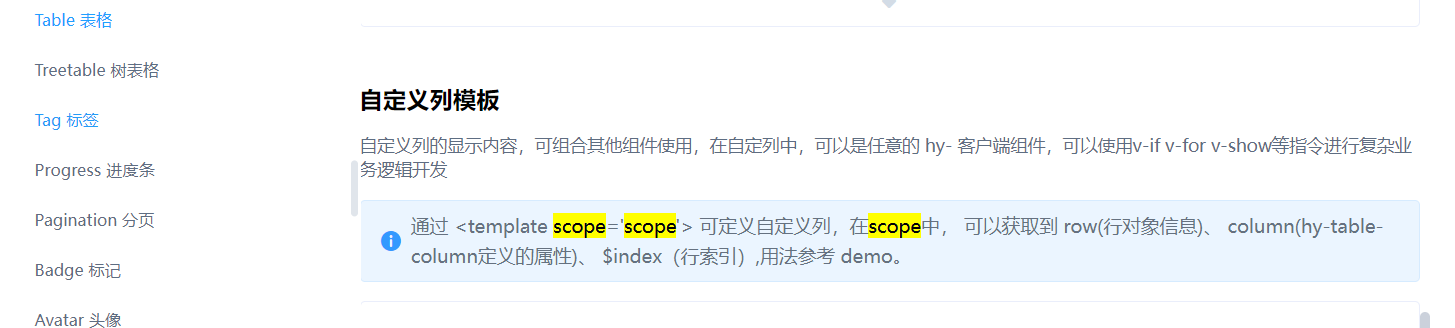 Table 表格
Treetable 树表格
Tag 标签
Progress 进度条
Pagination 分页
Badge 标记
Avatar 头像
自定义列模板
自定义列的显示内容，可组合其他组件使用，在自定列中，可以是任意的 hy- 客户端组件，可以使用v-if v-for v-show等指令进行复杂业
务逻辑开发
通过 <template scope='scope'> 可定义自定义列，在scope中， 可以获取到 row(行对象信息)、 column(hy-table-
column定义的属性)、 $index（行索引）,用法参考 demo。